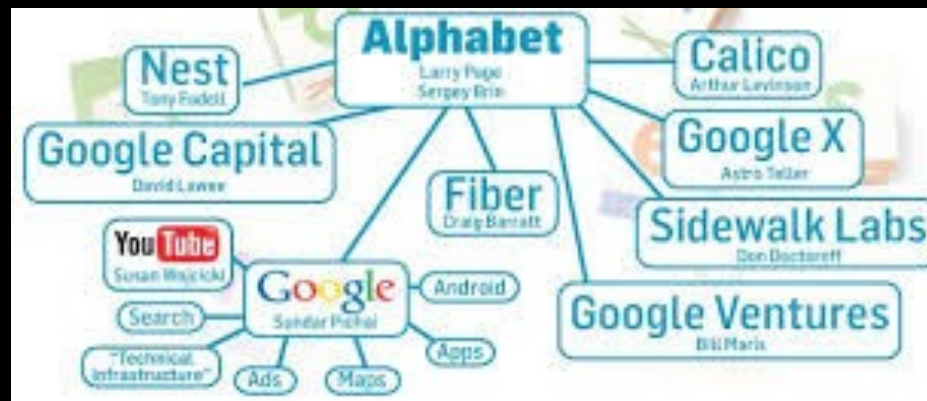 Alphabet
Larry Page
Sergey Brin
Nest
Tony Fadell
Calico
Arthur Levinson
Google Capital
David Lawee
Google X
Astro Teller
Fiber
Craig Barratt
Sidewalk Labs
Dan Doctoroff
YouTube
Susan Wojcicki
Google
Sundar Pichai
Android
Google Ventures
Bill Maris
Search
Apps
"Technical
Infrastructure"
Ads
Maps